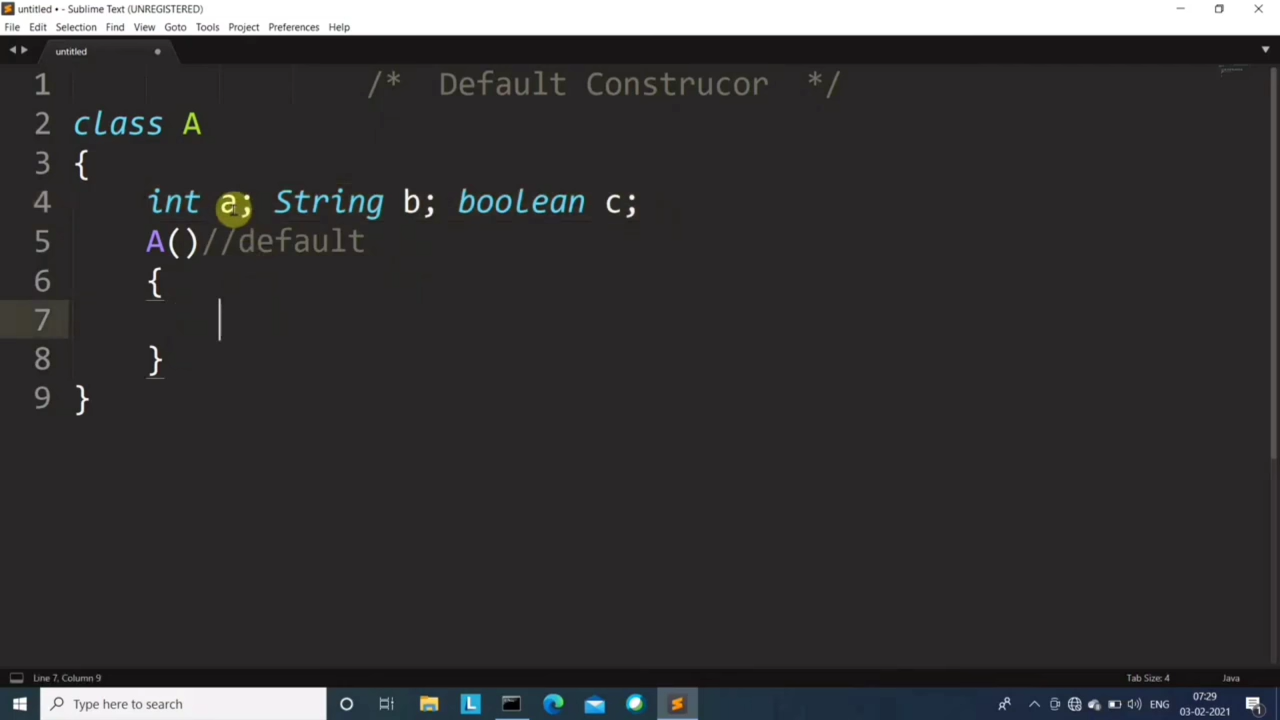 untitled • - Sublime Text (UNREGISTERED)
File Edit Selection Find View Goto Tools Project Preferences Help
untitled
1 /* Default Construcor */
2 class A
3 {
4 int a; String b; boolean c;
5 A()//default
6 {
7
8 }
9 }
Line 7, Column 9 Tab Size: 4 Java
Type here to search L ENG 07:29
03-02-2021 1